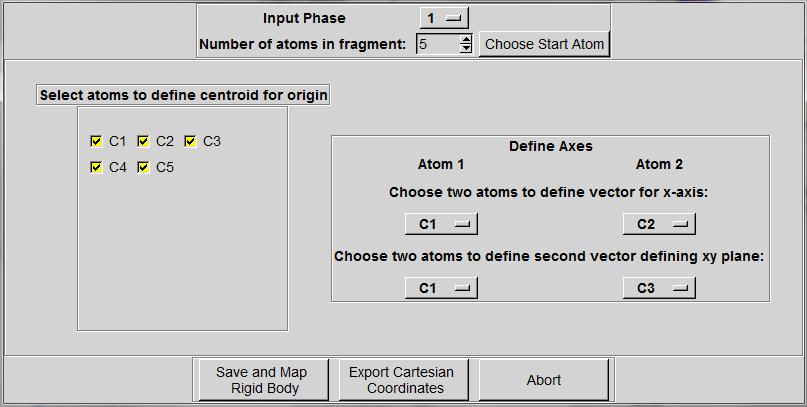 Input Phase 1
Number of atoms in fragment: 5 Choose Start Atom
Select atoms to define centroid for origin
C1 C2 C3
C4 C5
Define Axes
Atom 1 Atom 2
Choose two atoms to define vector for x-axis:
C1 C2
Choose two atoms to define second vector defining xy plane:
C1 C3
Save and Map
Rigid Body
Export Cartesian
Coordinates
Abort